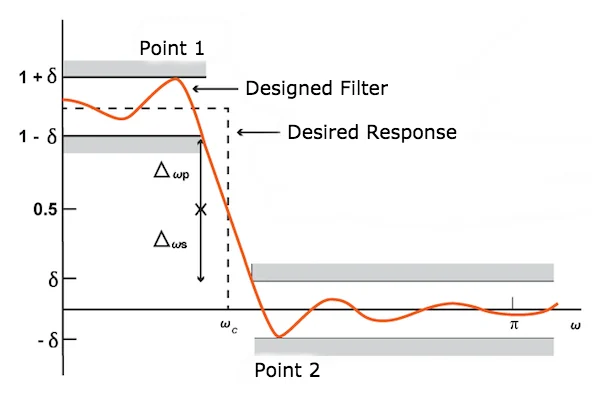 Point 1
1 + δ
Designed Filter
Desired Response
1 - δ
Δωp
0.5
Δωs
δ
ωc
π
ω
- δ
Point 2